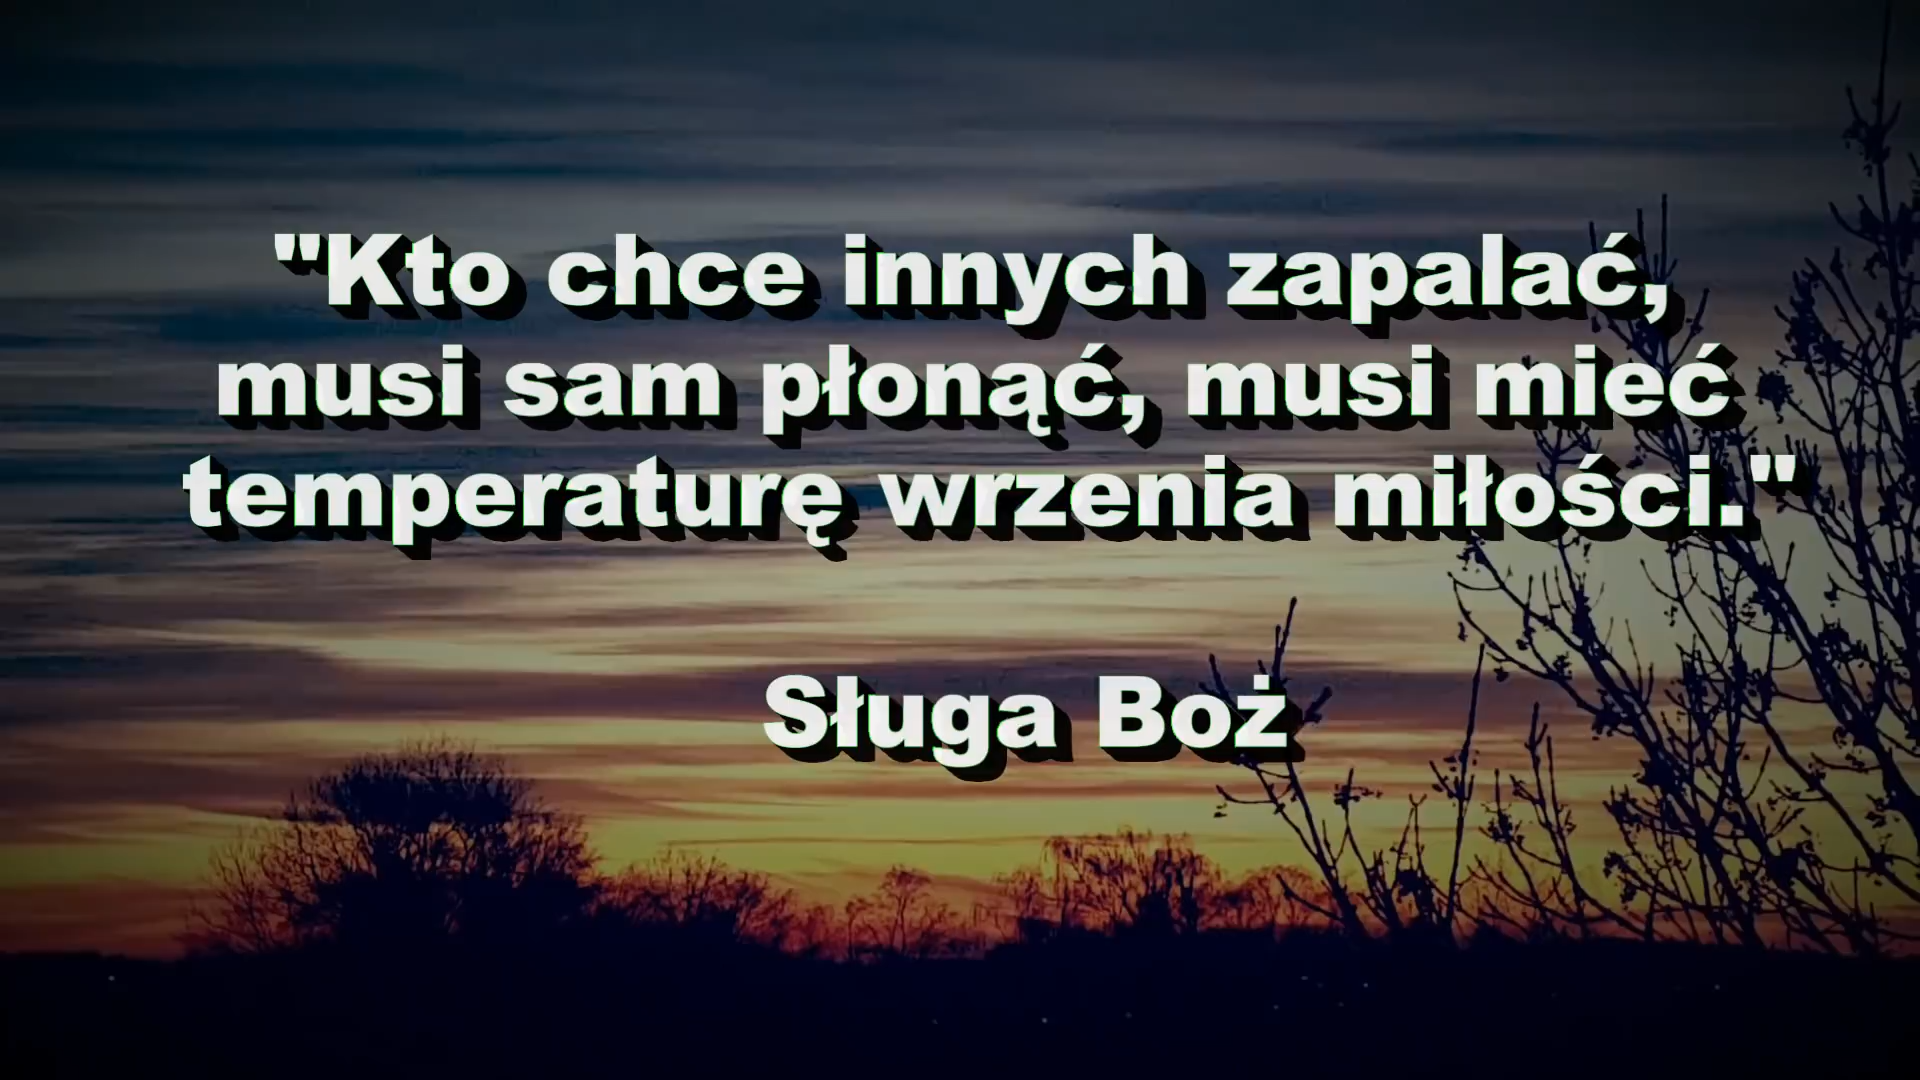 "Kto chce innych zapalać,
musi sam płonąć, musi mieć
temperaturę wrzenia miłości."
Sługa Boż